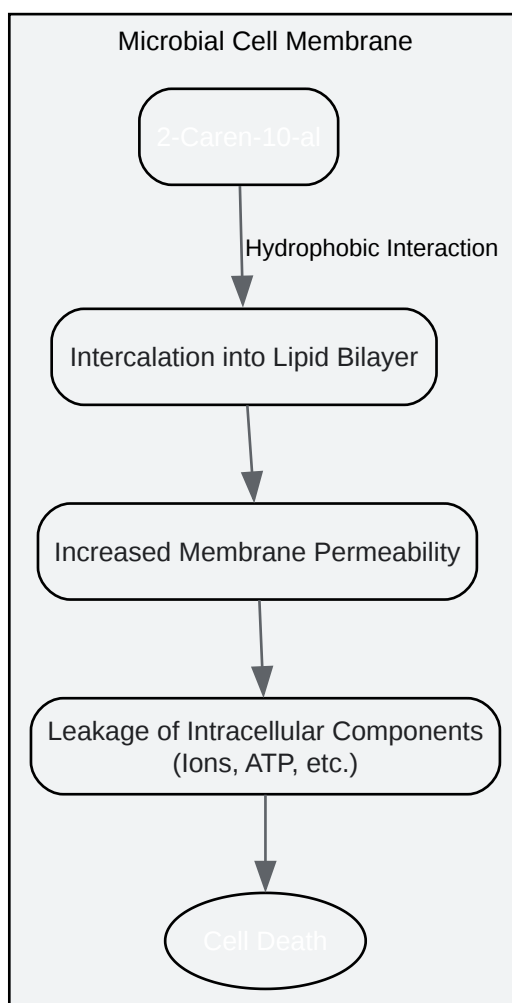 Microbial Cell Membrane
2-Caren-10-al
Hydrophobic Interaction
Intercalation into Lipid Bilayer
Increased Membrane Permeability
Leakage of Intracellular Components
(Ions, ATP, etc.)
Cell Death